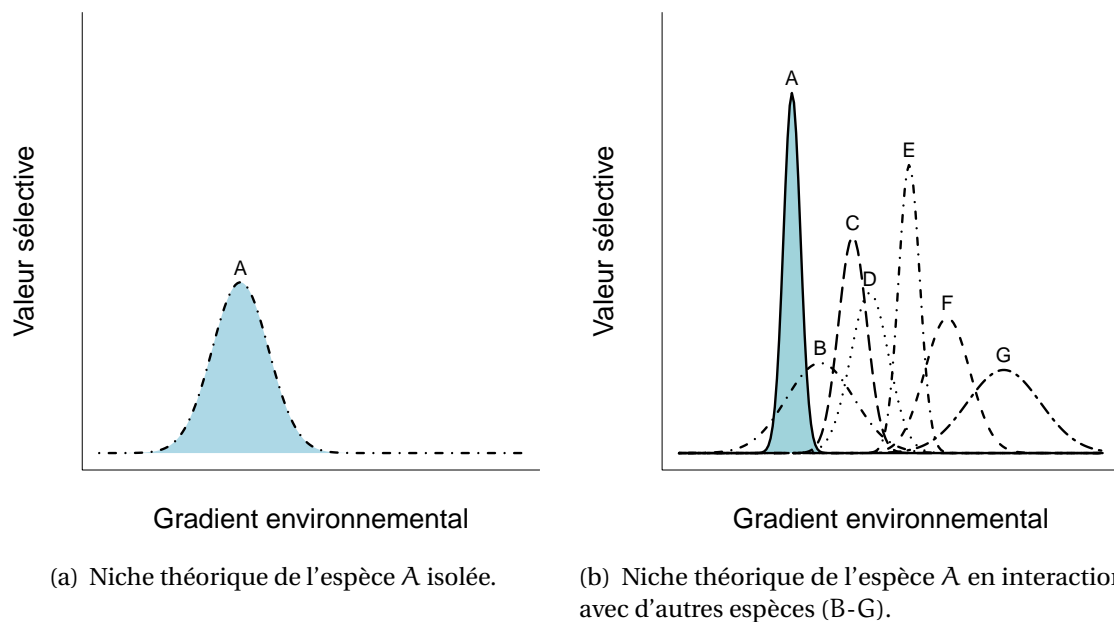 Valeur sélective
A
Gradient environnemental
(a) Niche théorique de l'espèce A isolée.
Valeur sélective
A
E
C
D
B
F
G
Gradient environnemental
(b) Niche théorique de l'espèce A en interaction
avec d'autres espèces (B-G).